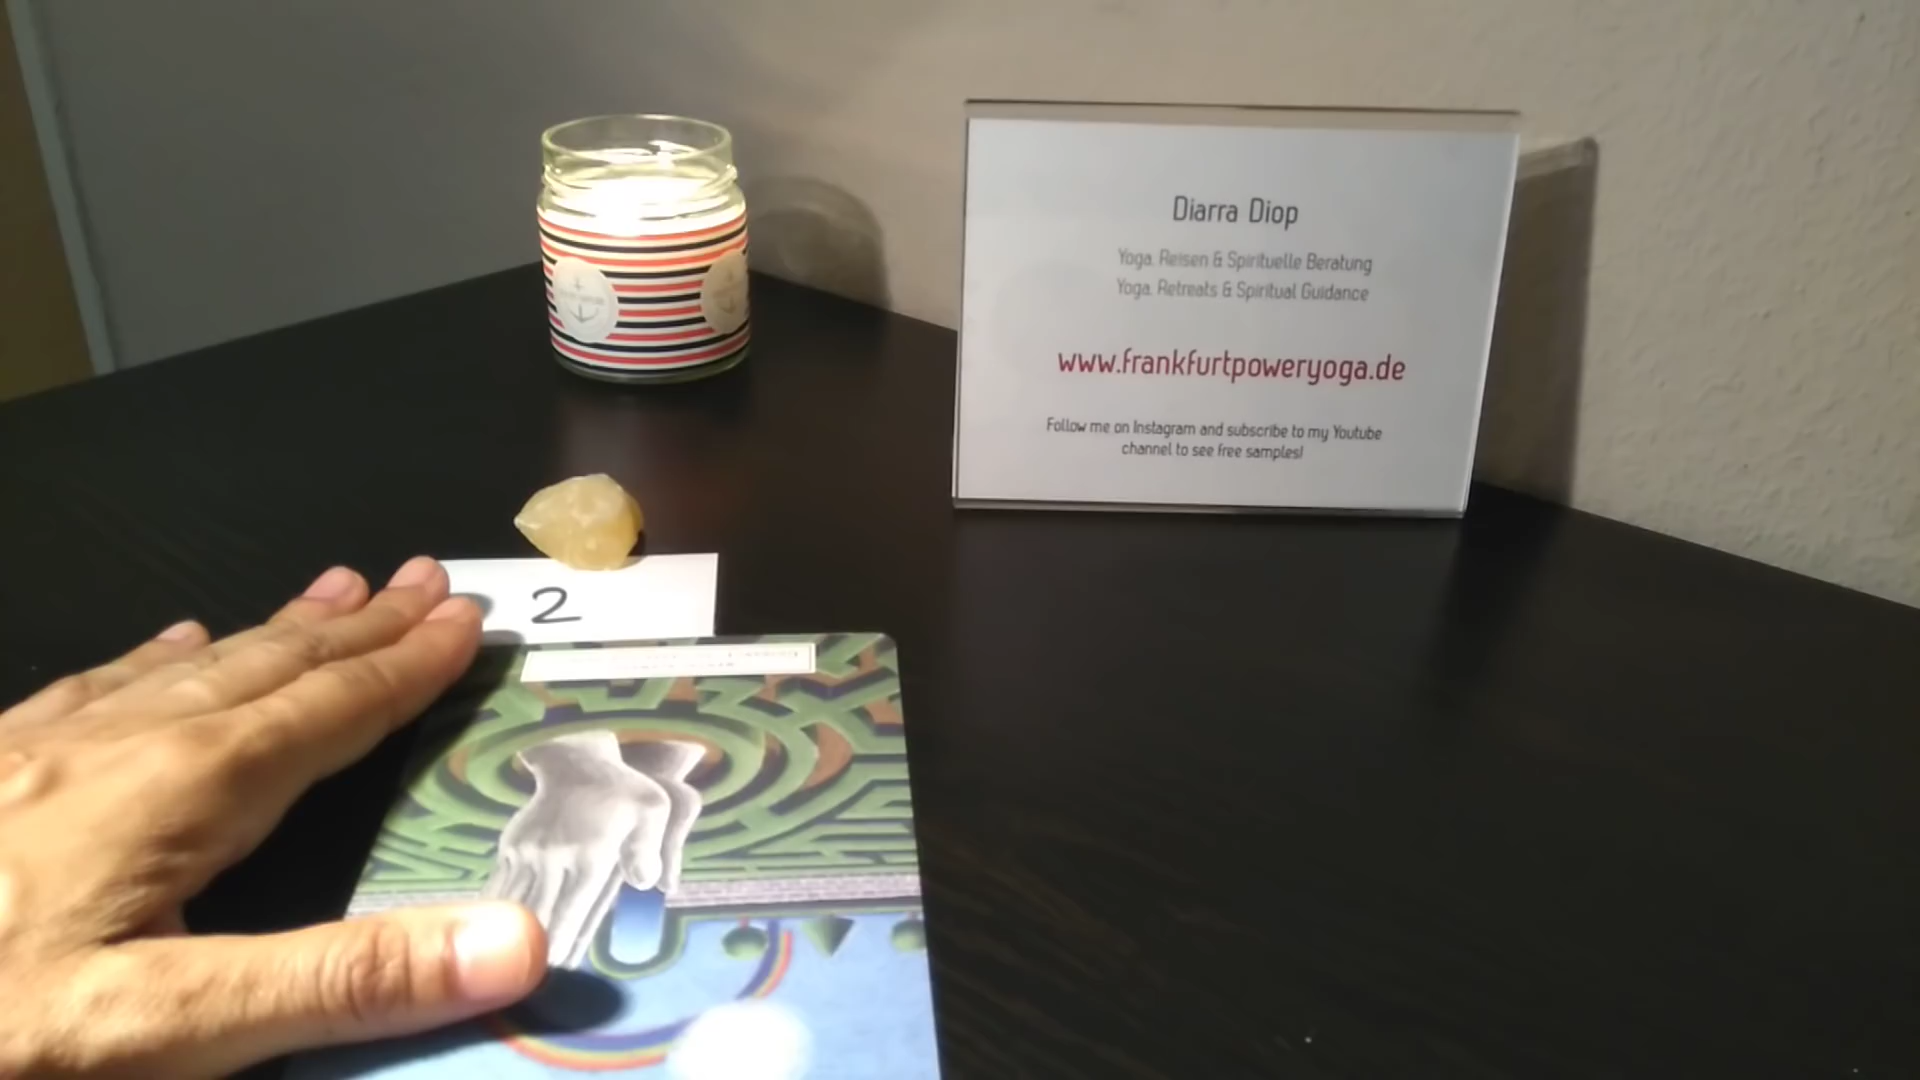 Diarra Diop
Yoga, Reisen & Spirituelle Beratung
Yoga, Retreats & Spiritual Guidance
www.frankfurtpoweryoga.de
Follow me on Instagram and subscribe to my Youtube
channel to see free samples!
2